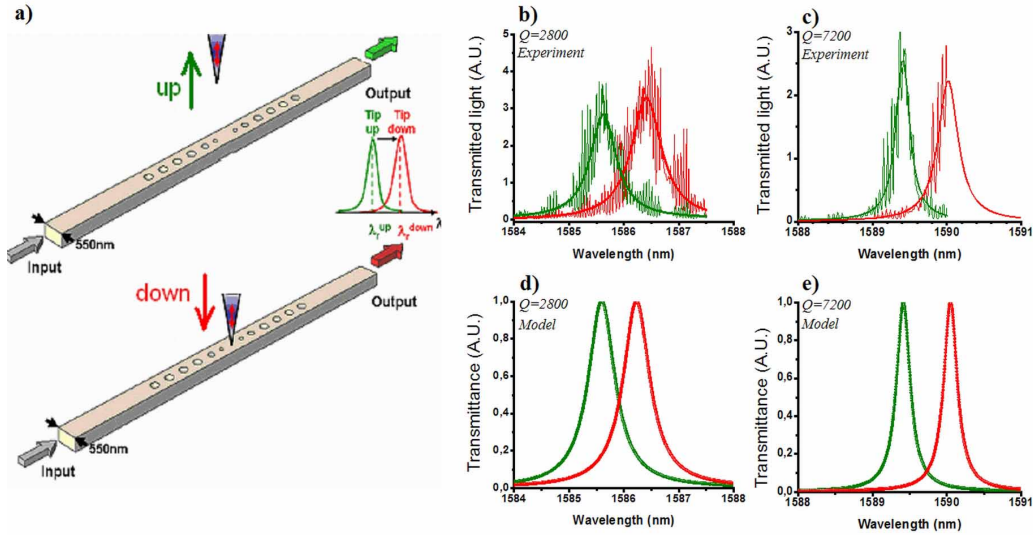 a)
up
Output
Tip up
Tip down
λr up
λr down
λ
550nm
Input
down
Output
550nm
Input
b)
Q=2800
Experiment
Transmitted light (A.U.)
5
4
3
2
1
0
1584
1585
1586
1587
1588
Wavelength (nm)
c)
Q=7200
Experiment
Transmitted light (A.U.)
3
2
1
0
1588
1589
1590
1591
Wavelength (nm)
d)
Q=2800
Model
Transmittance (A.U.)
1,0
0,8
0,6
0,4
0,2
0,0
1584
1585
1586
1587
1588
Wavelength (nm)
e)
Q=7200
Model
Transmittance (A.U.)
1,0
0,8
0,6
0,4
0,2
0,0
1588
1589
1590
1591
Wavelength (nm)